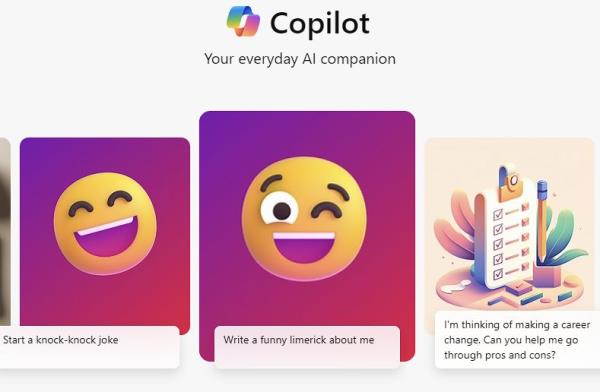 Copilot
Your everyday AI companion
Start a knock-knock joke
Write a funny limerick about me
I'm thinking of making a career
change. Can you help me go
through pros and cons?